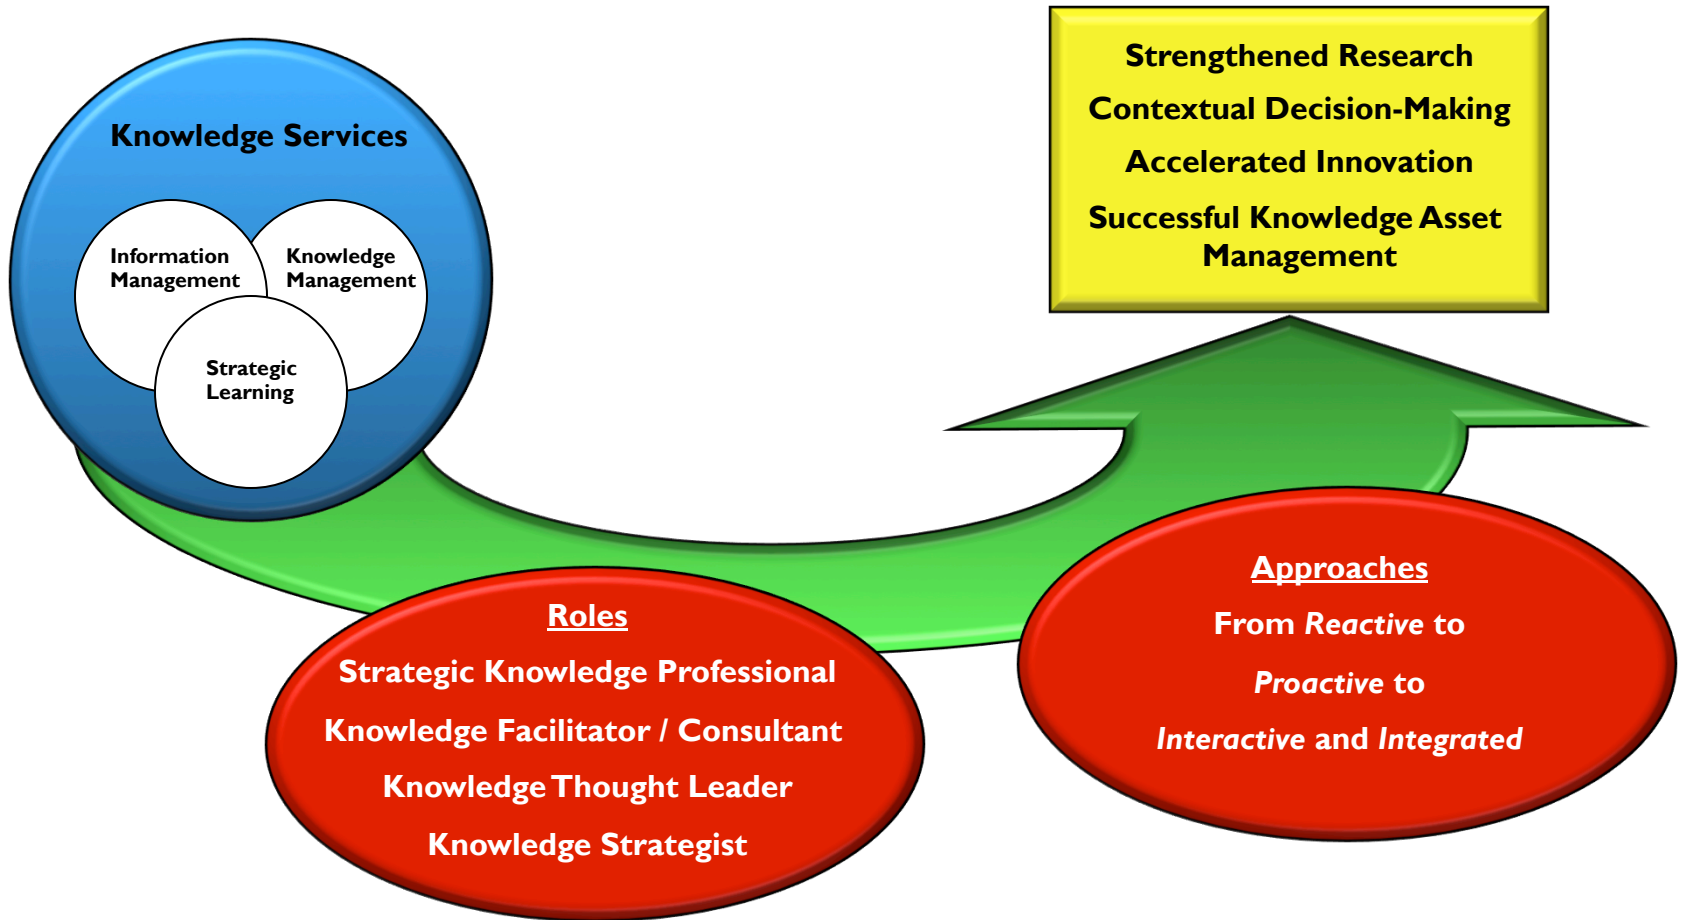 Knowledge Services
Information
Management
Knowledge
Management
Strategic
Learning
Strengthened Research
Contextual Decision-Making
Accelerated Innovation
Successful Knowledge Asset
Management
Roles
Strategic Knowledge Professional
Knowledge Facilitator / Consultant
Knowledge Thought Leader
Knowledge Strategist
Approaches
From Reactive to
Proactive to
Interactive and Integrated